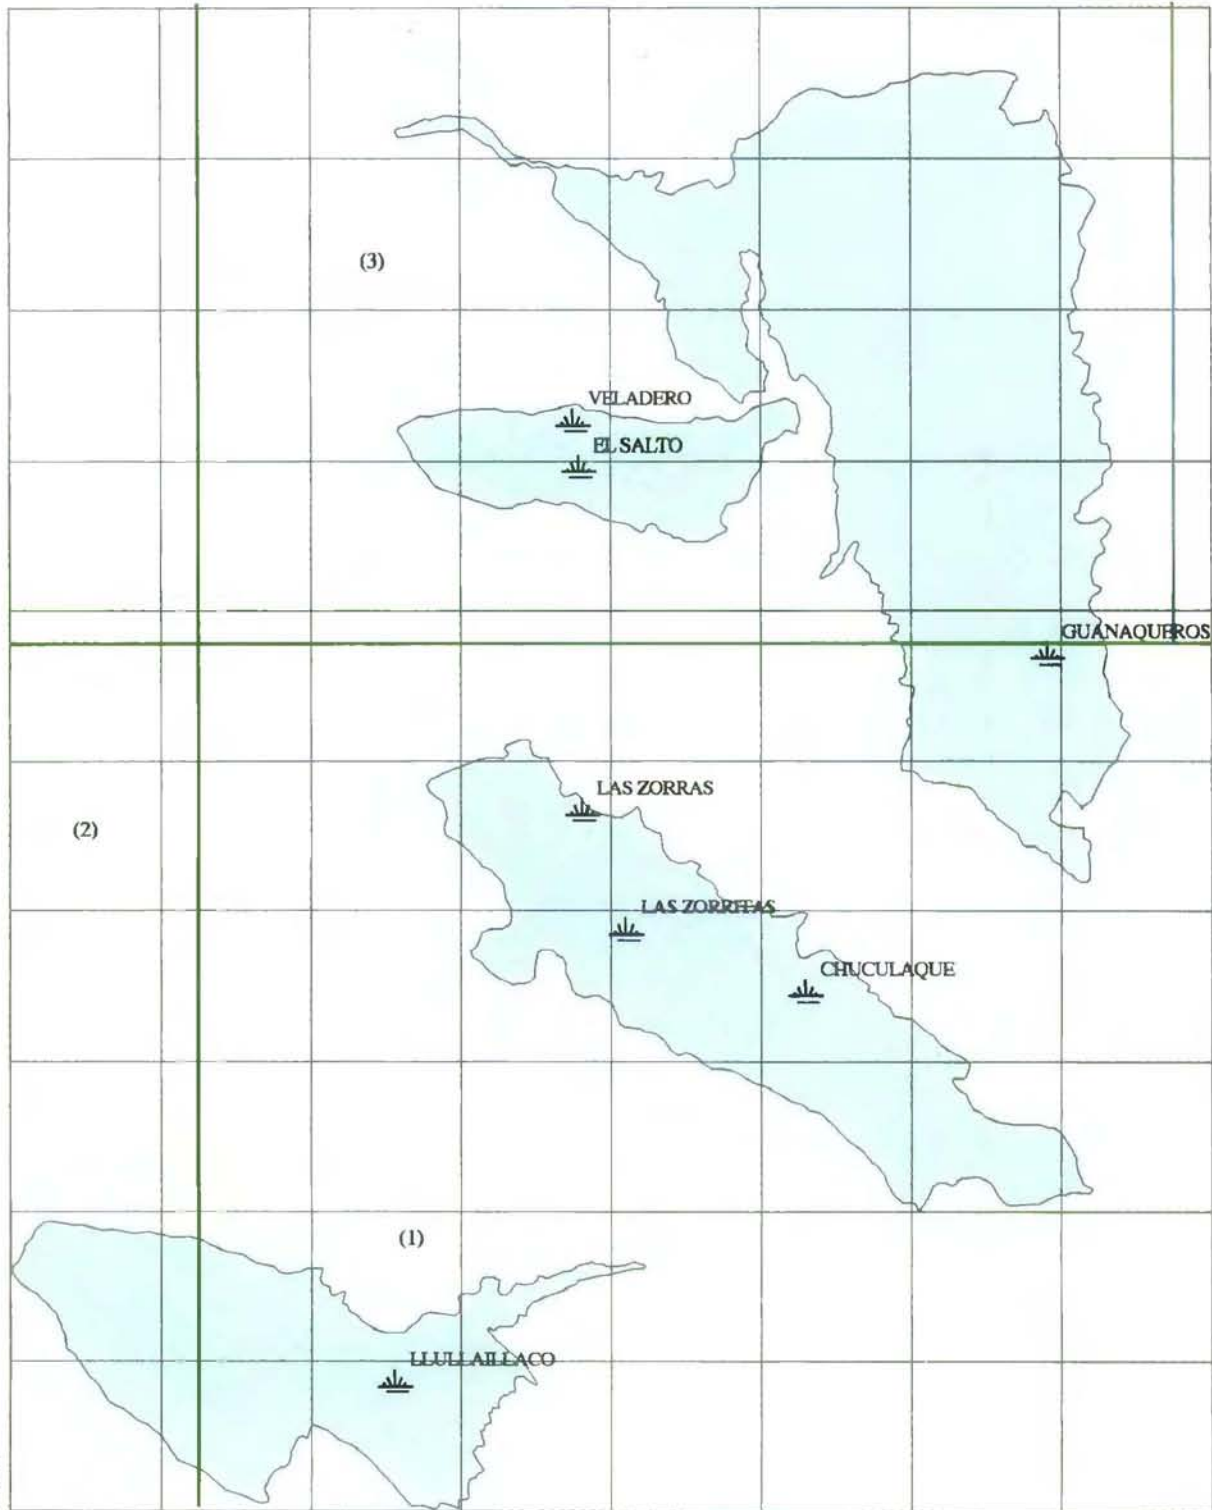 (3)
VELADERO
EL SALTO
GUANAQUEROS
LAS ZORRAS
(2)
LAS ZORRITAS
CHUCULAQUE
(1)
LLULLAILLACO